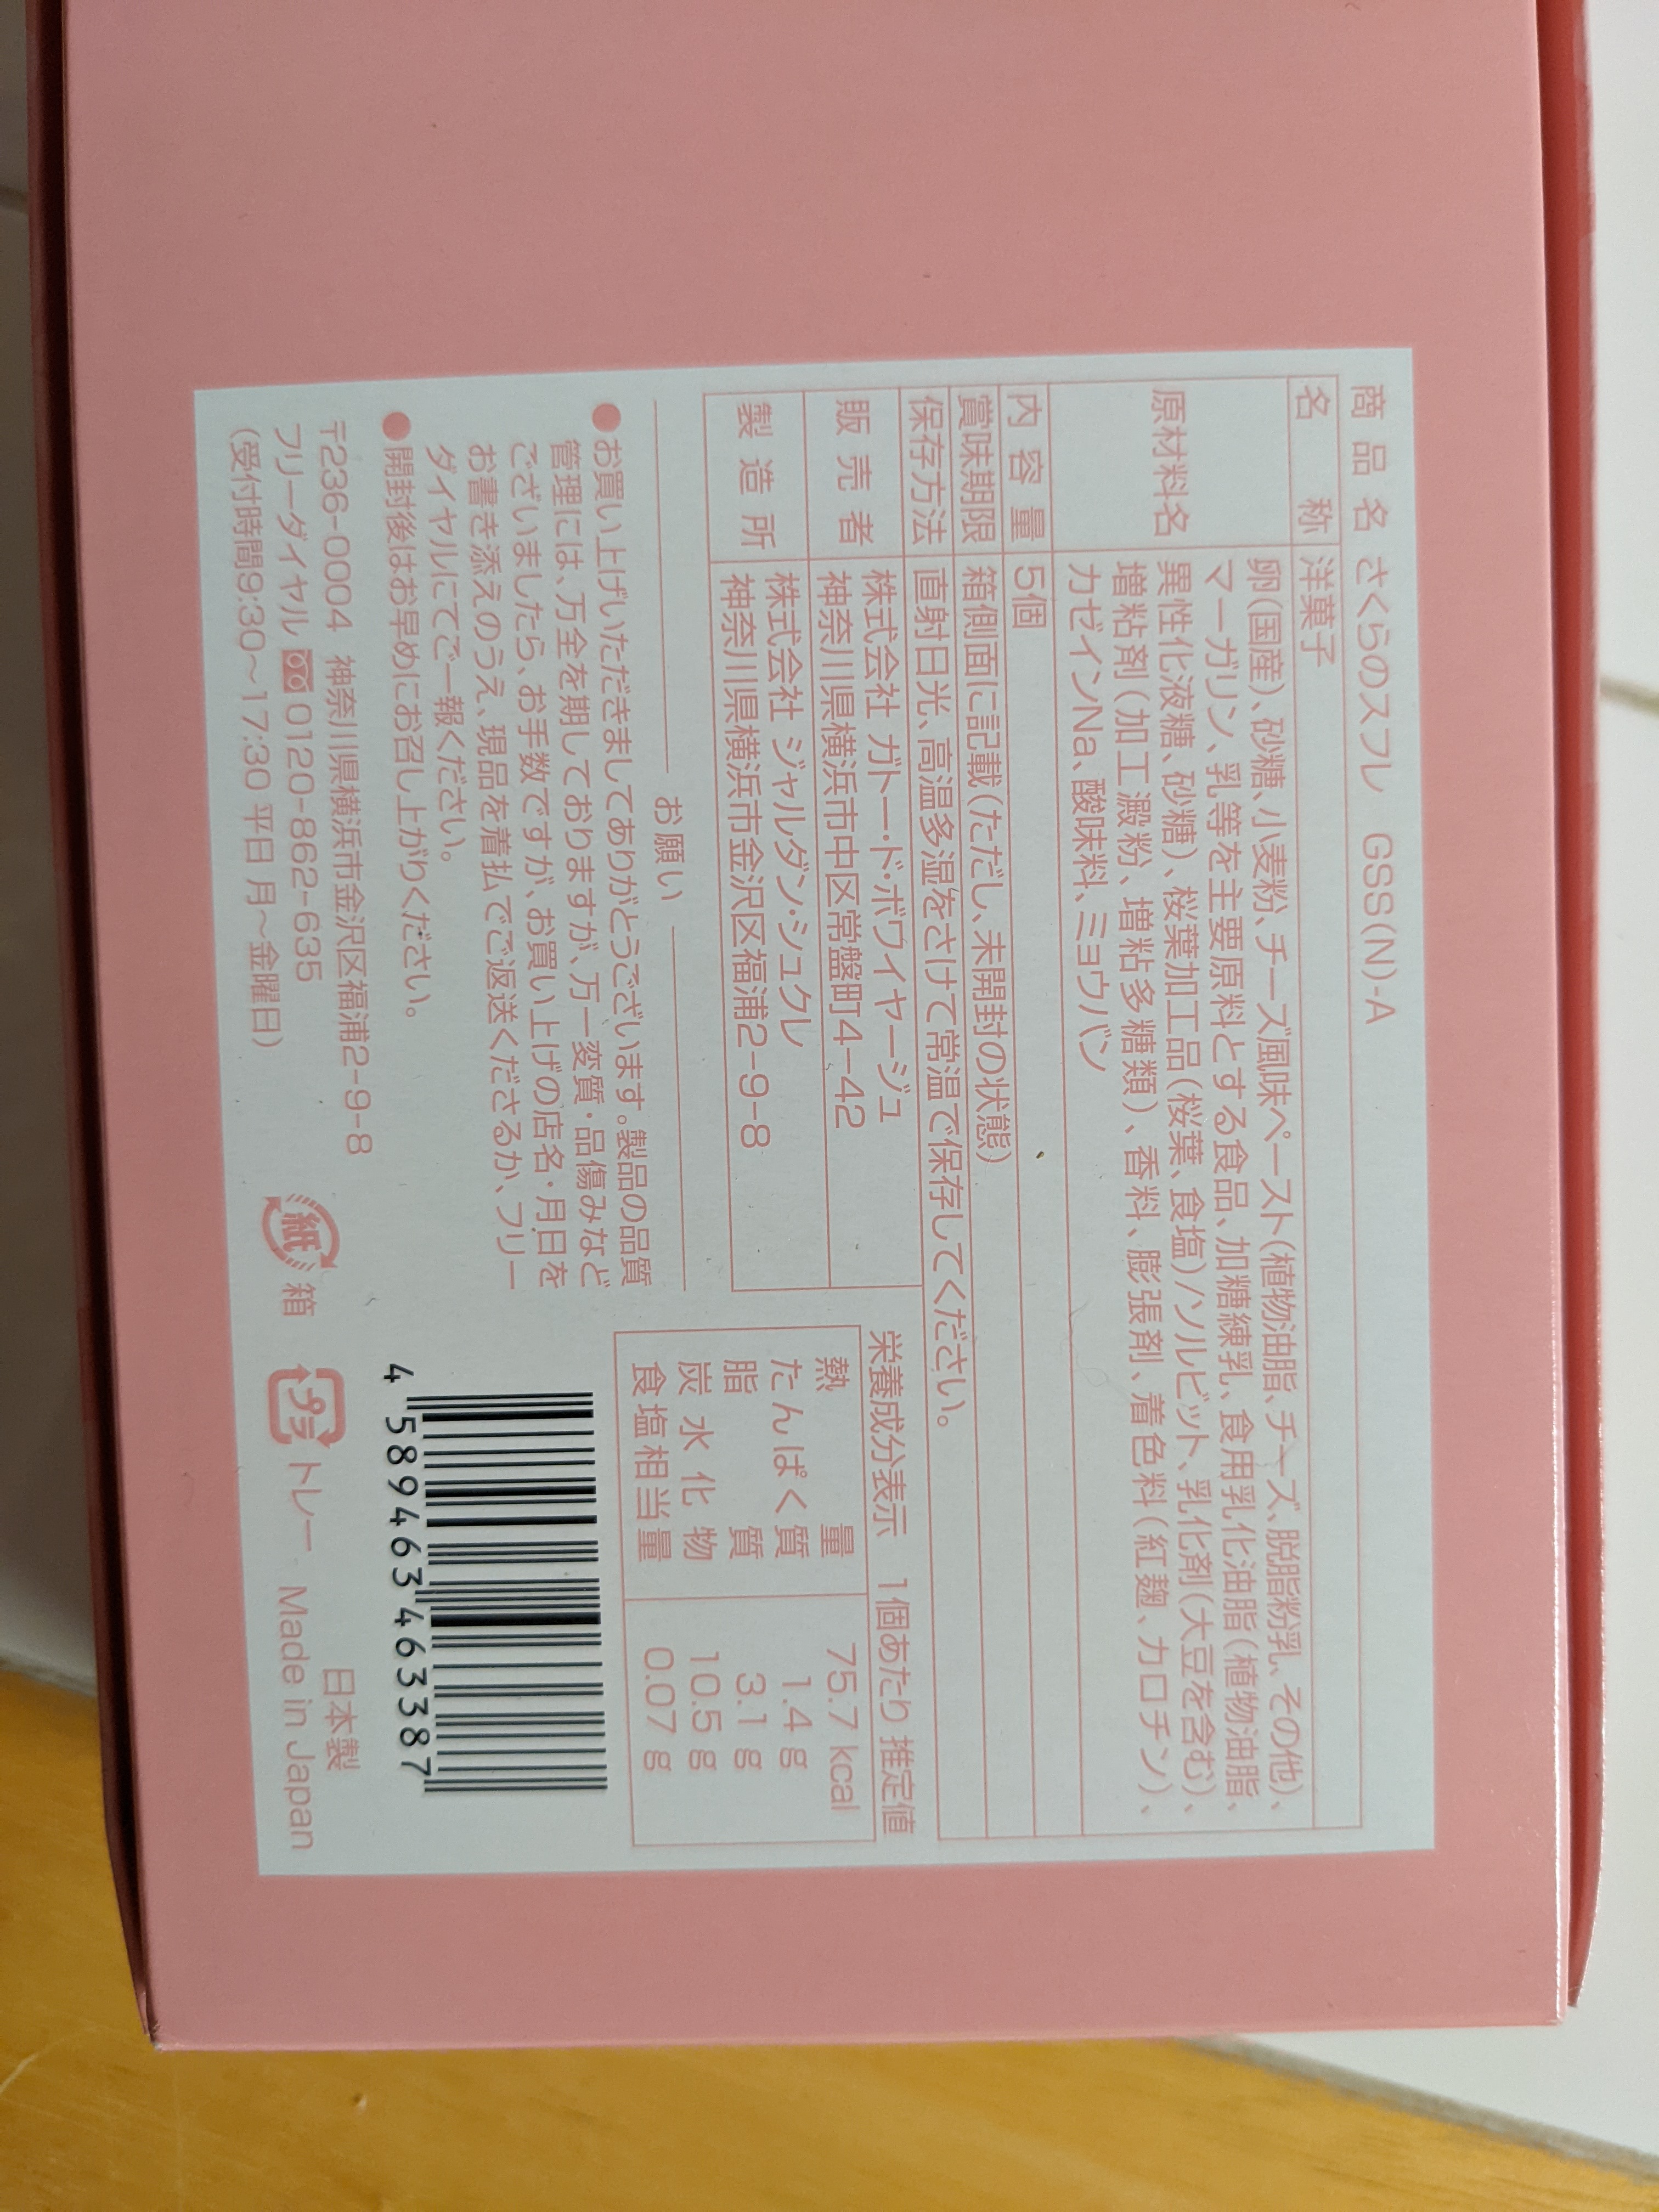 商品名 さくらのスフレ GSS(N)-A
名称 洋菓子
原材料名 卵(国産)、砂糖、小麦粉、チーズ風味ペースト(植物油脂、チーズ、脱脂粉乳、その他)、
マーガリン、乳等を主要原料とする食品、加糖練乳、食用乳化油脂(植物油脂、
異性化液糖、砂糖)、桜葉加工品(桜葉、食塩)/ソルビット、乳化剤(大豆を含む)、
増粘剤(加工澱粉、増粘多糖類)、香料、膨張剤、着色料(紅麹、カロチン)、
カゼインNa、酸味料、ミョウバン
内容量 5個
賞味期限 箱側面に記載(ただし、未開封の状態)
保存方法 直射日光、高温多湿をさけて常温で保存してください。
販売者 株式会社 ガトー・ド・ボワイヤージュ
神奈川県横浜市中区常盤町4-42
製造所 株式会社 ジャルダン・シュクレ
神奈川県横浜市金沢区福浦2-9-8
お願い
●お買い上げいただきましてありがとうございます。製品の品質
管理には、万全を期しておりますが、万一変質・品傷みなど
ございましたら、お手数ですが、お買い上げの店名・月日を
お書き添えのうえ、現品を着払でご返送くださるか、フリー
ダイヤルにてご一報ください。
●開封後はお早めにお召し上がりください。
〒236-0004 神奈川県横浜市金沢区福浦2-9-8
フリーダイヤル 0120-862-635
(受付時間9:30〜17:30 平日 月〜金曜日)
栄養成分表示 1個あたり 推定値
熱量 75.7 kcal
たんぱく質 1.4 g
脂質 3.1 g
炭水化物 10.5 g
食塩相当量 0.07 g
4 589463 463387
紙 箱
プラ トレー
日本製
Made in Japan